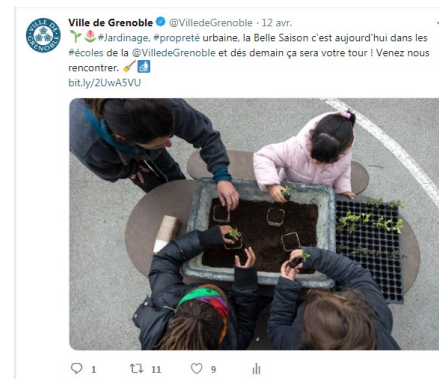 Ville de Grenoble @VilledeGrenoble · 12 avr.
#Jardinage, #propreté urbaine, la Belle Saison c'est aujourd'hui dans les
#écoles de la @VilledeGrenoble et dés demain ça sera votre tour ! Venez nous
rencontrer.
bit.ly/2UwA5VU
1 11 9